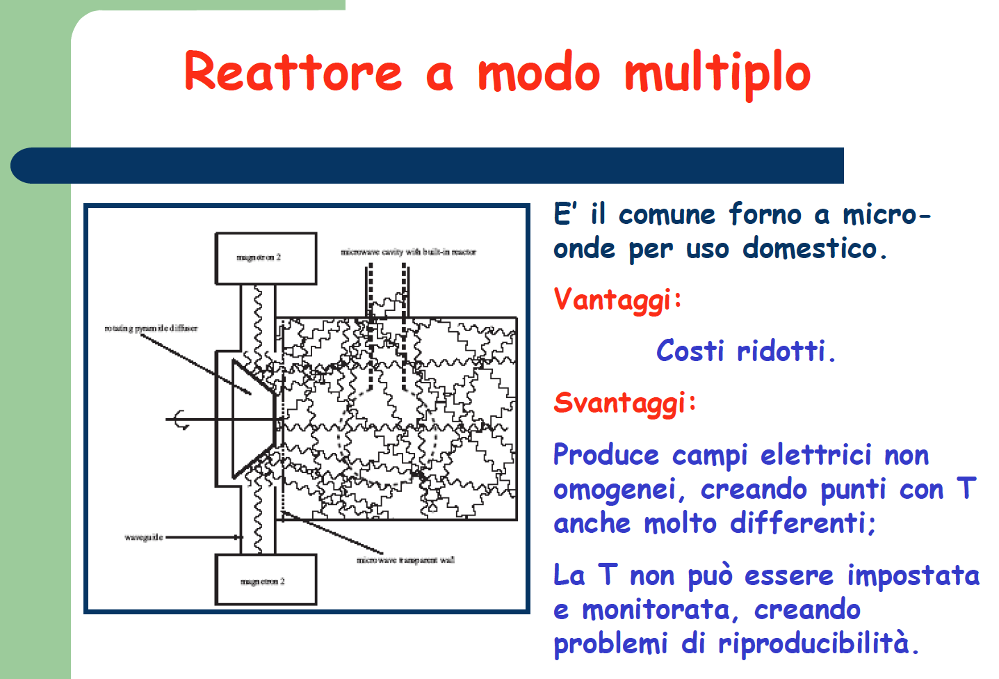 Reattore a modo multiplo
E’ il comune forno a micro-
onde per uso domestico.
Vantaggi:
Costi ridotti.
Svantaggi:
Produce campi elettrici non
omogenei, creando punti con T
anche molto differenti;
La T non può essere impostata
e monitorata, creando
problemi di riproducibilità.
magnetron 2
microwave cavity with built-in reactor
rotating pyramide diffuser
waveguide
microwave transparent wall
magnetron 2